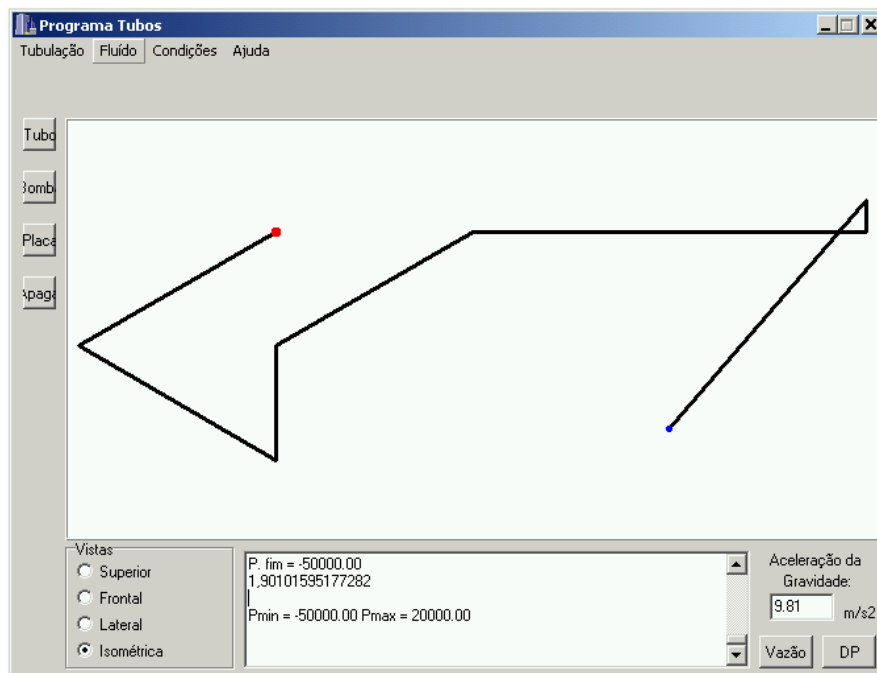 Programa Tubos
Tubulação Fluído Condições Ajuda
Tubo
Bomb
Placa
Apaga
Vistas
Superior
Frontal
Lateral
Isométrica
P. fim = -50000.00
1,90101595177282
Pmin = -50000.00 Pmax = 20000.00
Aceleração da
Gravidade:
9.81 m/s2
Vazão DP